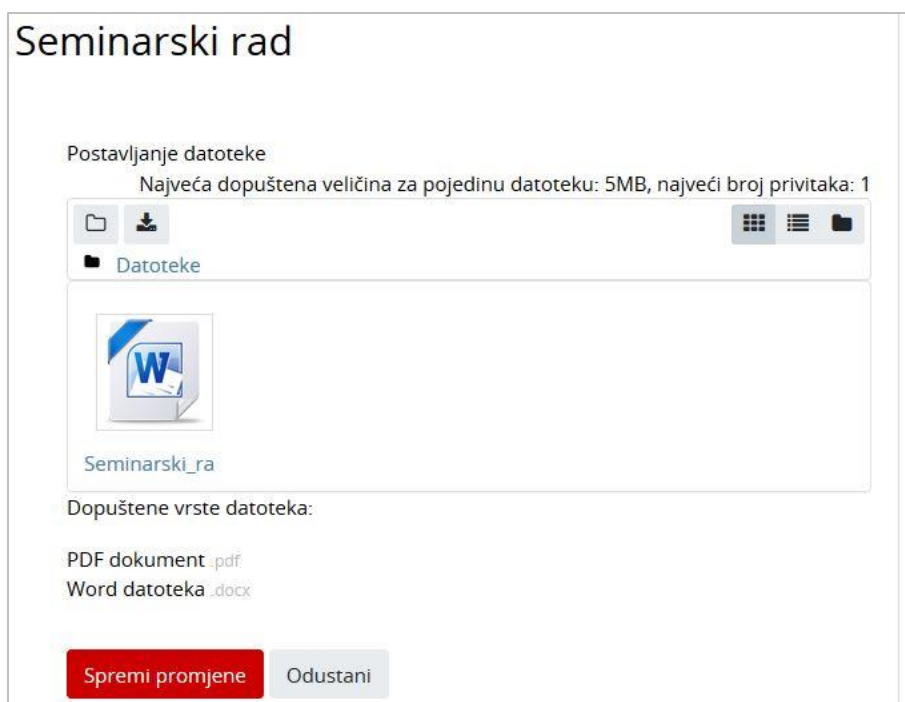 Seminarski rad
Postavljanje datoteke
Najveća dopuštena veličina za pojedinu datoteku: 5MB, najveći broj privitaka: 1
Datoteke
W
Seminarski_ra
Dopuštene vrste datoteka:
PDF dokument .pdf
Word datoteka .docx
Spremi promjene Odustani